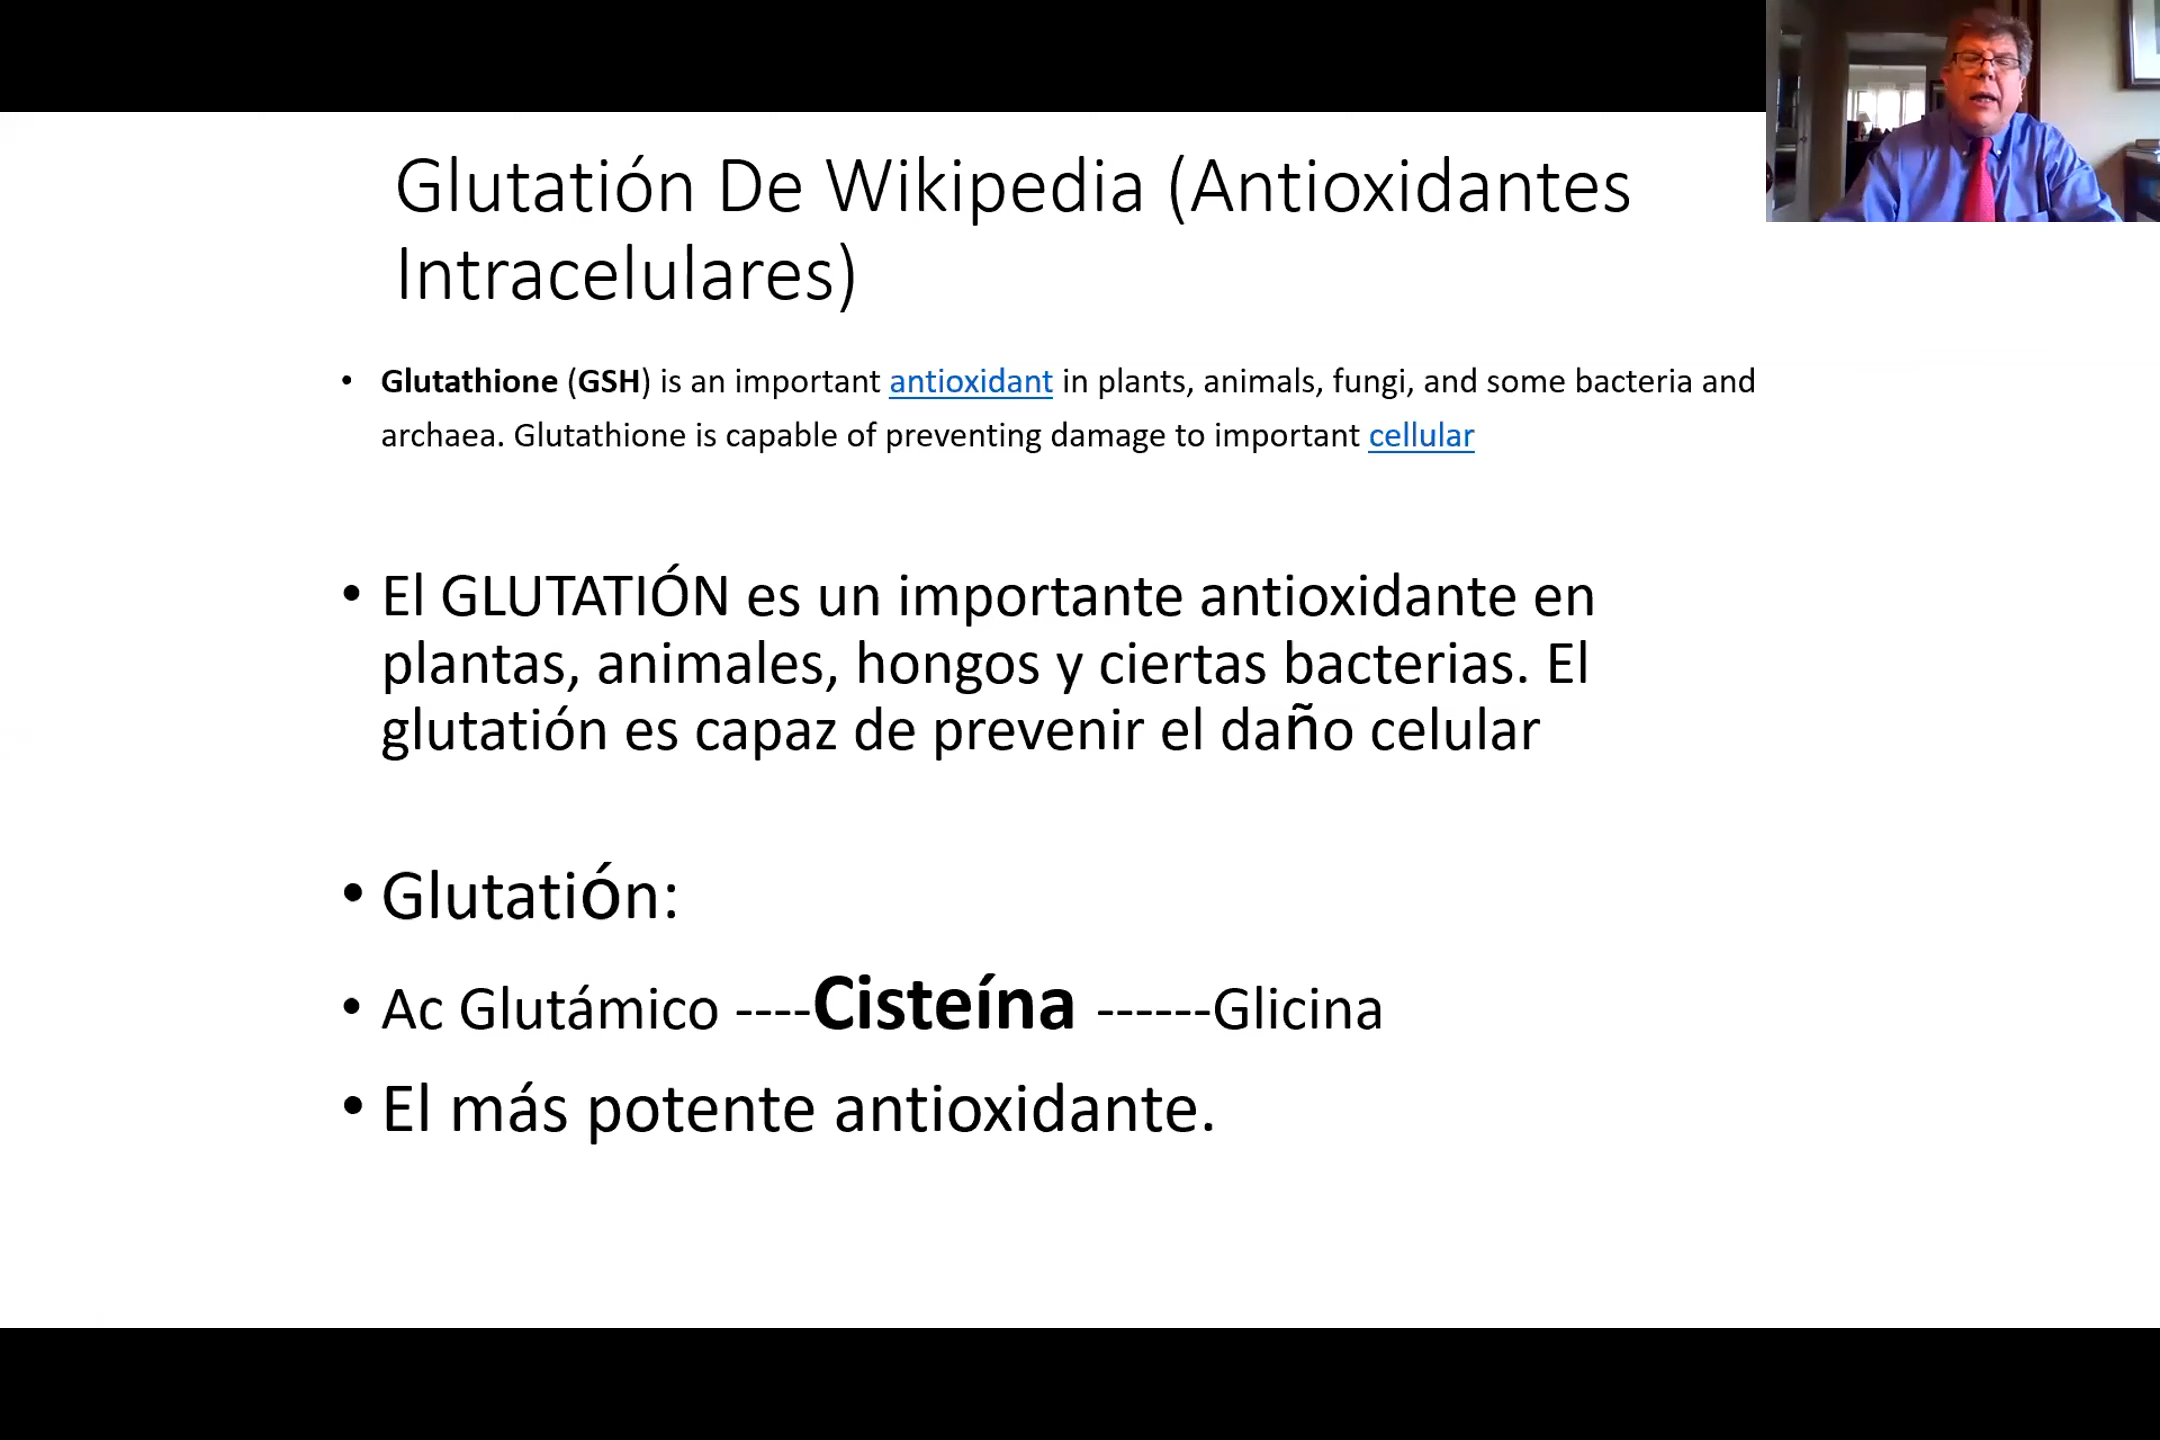 Glutatión De Wikipedia (Antioxidantes
Intracelulares)
• Glutathione (GSH) is an important antioxidant in plants, animals, fungi, and some bacteria and
archaea. Glutathione is capable of preventing damage to important cellular
• El GLUTATIÓN es un importante antioxidante en
plantas, animales, hongos y ciertas bacterias. El
glutatión es capaz de prevenir el daño celular
• Glutatión:
• Ac Glutámico ----Cisteína ------Glicina
• El más potente antioxidante.